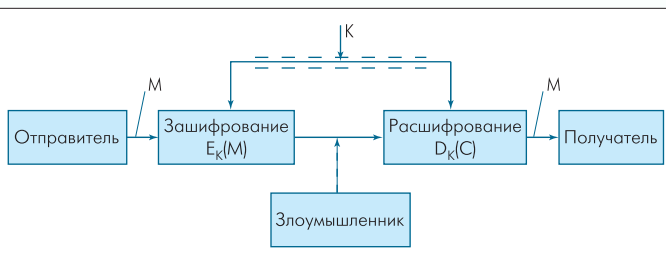 K
M
M
Отправитель
Зашифрование
E_K(M)
Расшифрование
D_K(C)
Получатель
Злоумышленник